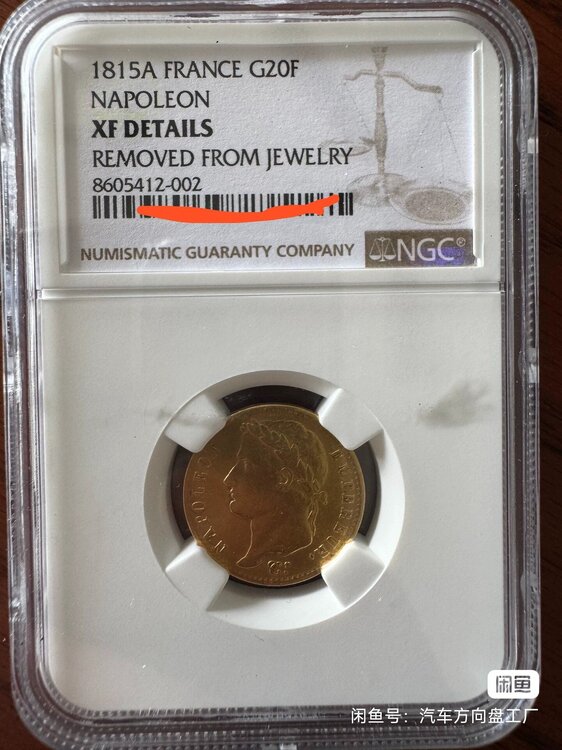 1815A FRANCE G20F
NAPOLEON
XF DETAILS
REMOVED FROM JEWELRY
8605412-002
NUMISMATIC GUARANTY COMPANY
NGC®
NAPOLEON
EMPEREUR.
闲鱼
闲鱼号：汽车方向盘工厂